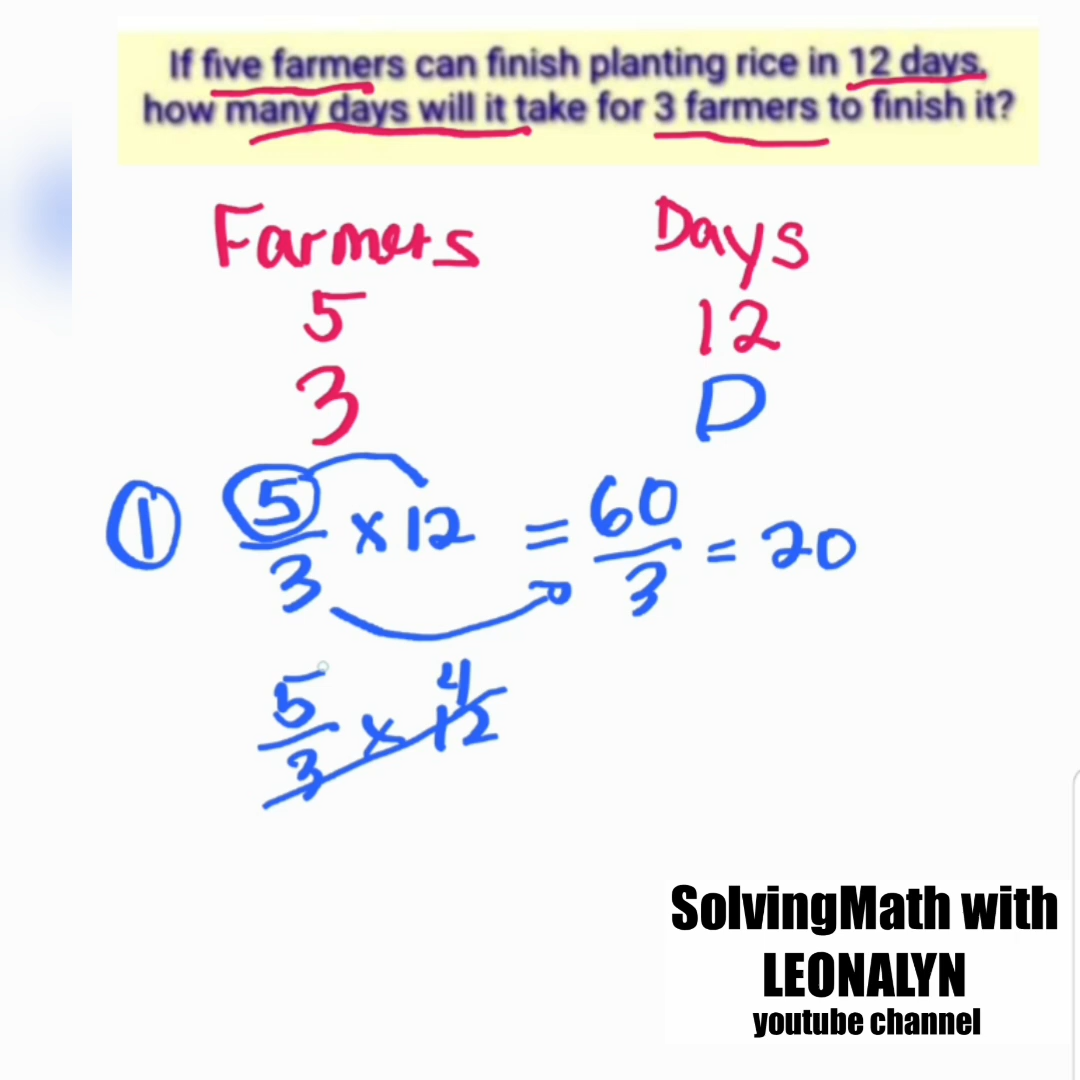 If five farmers can finish planting rice in 12 days,
how many days will it take for 3 farmers to finish it?
Farmers Days
5 12
3 D
① 5/3 x 12 = 60/3 = 20
5/3 x 12 4
SolvingMath with
LEONALYN
youtube channel